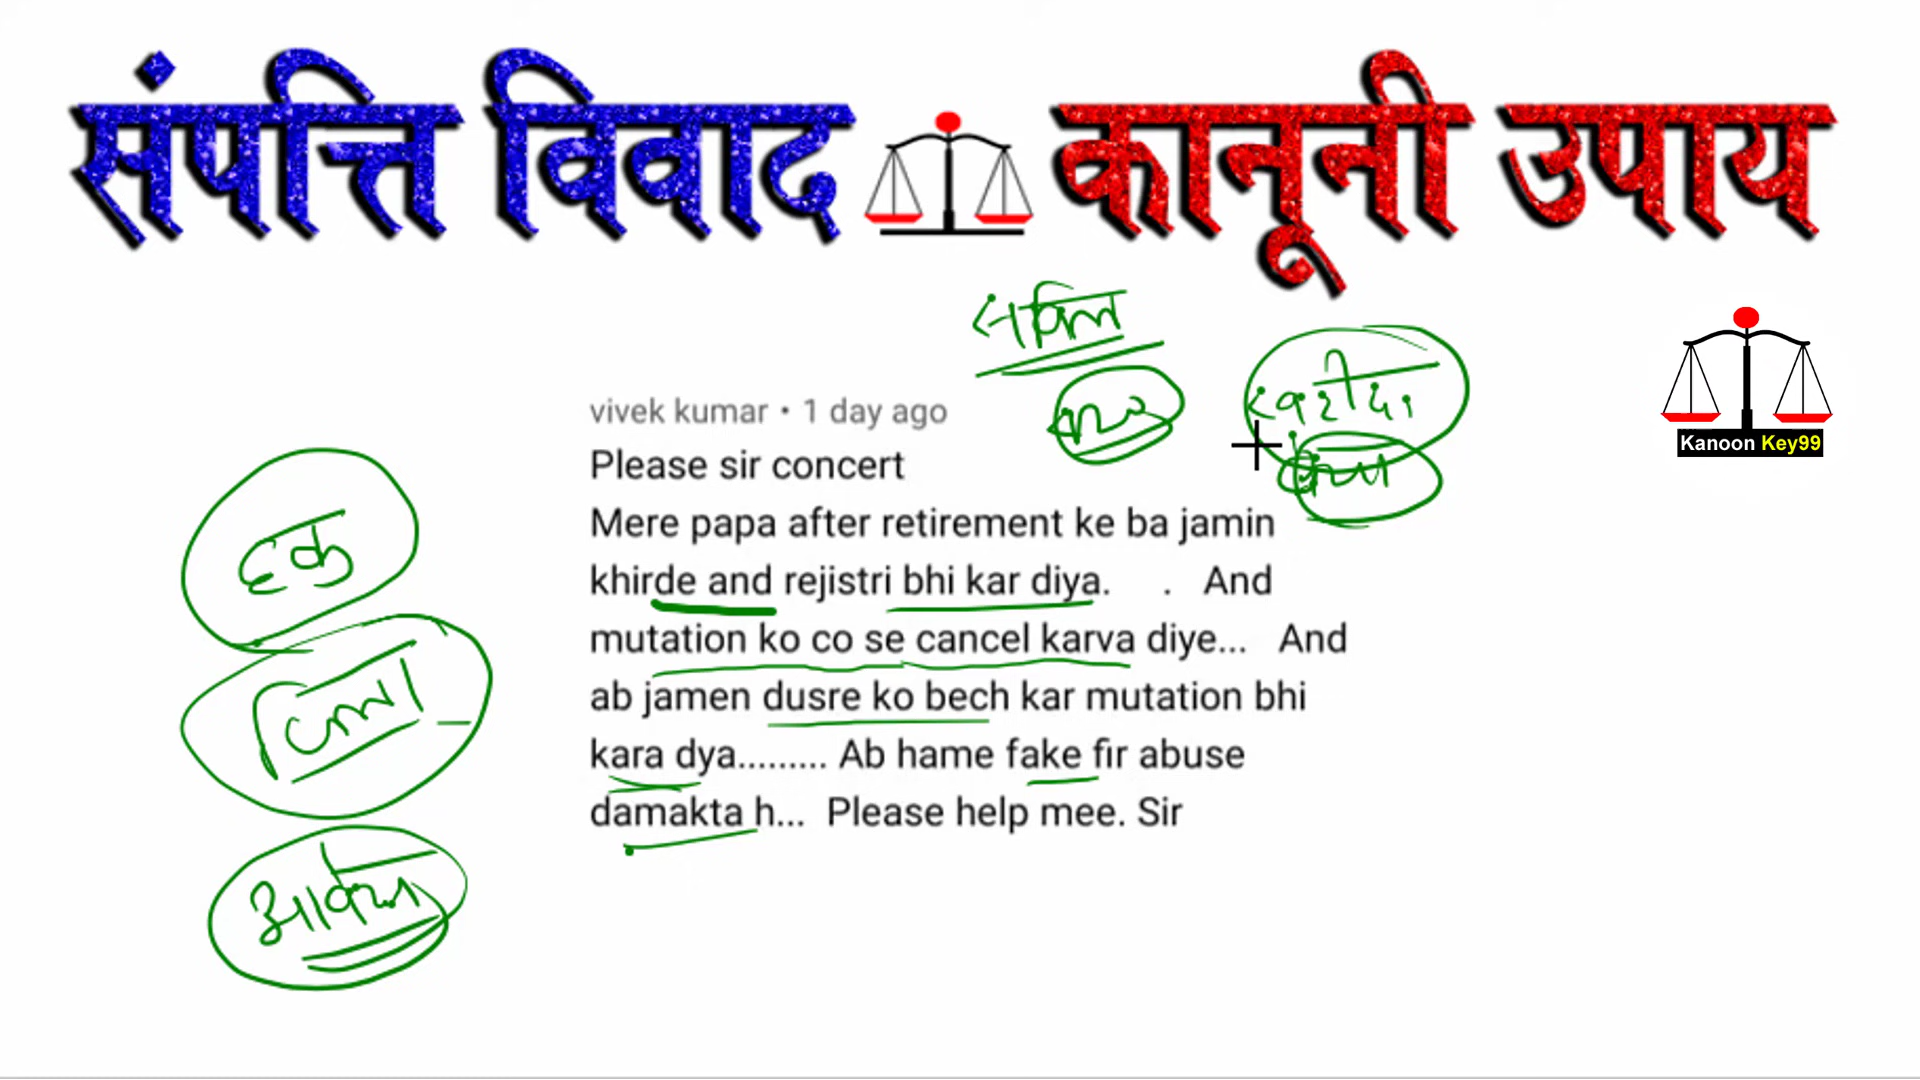 संपत्ति विवाद कानूनी उपाय
vivek kumar • 1 day ago
Please sir concert
Mere papa after retirement ke ba jamin
khirde and rejistri bhi kar diya. . And
mutation ko co se cancel karva diye... And
ab jamen dusre ko bech kar mutation bhi
kara dya......... Ab hame fake fir abuse
damakta h... Please help mee. Sir
Kanoon Key99
हक